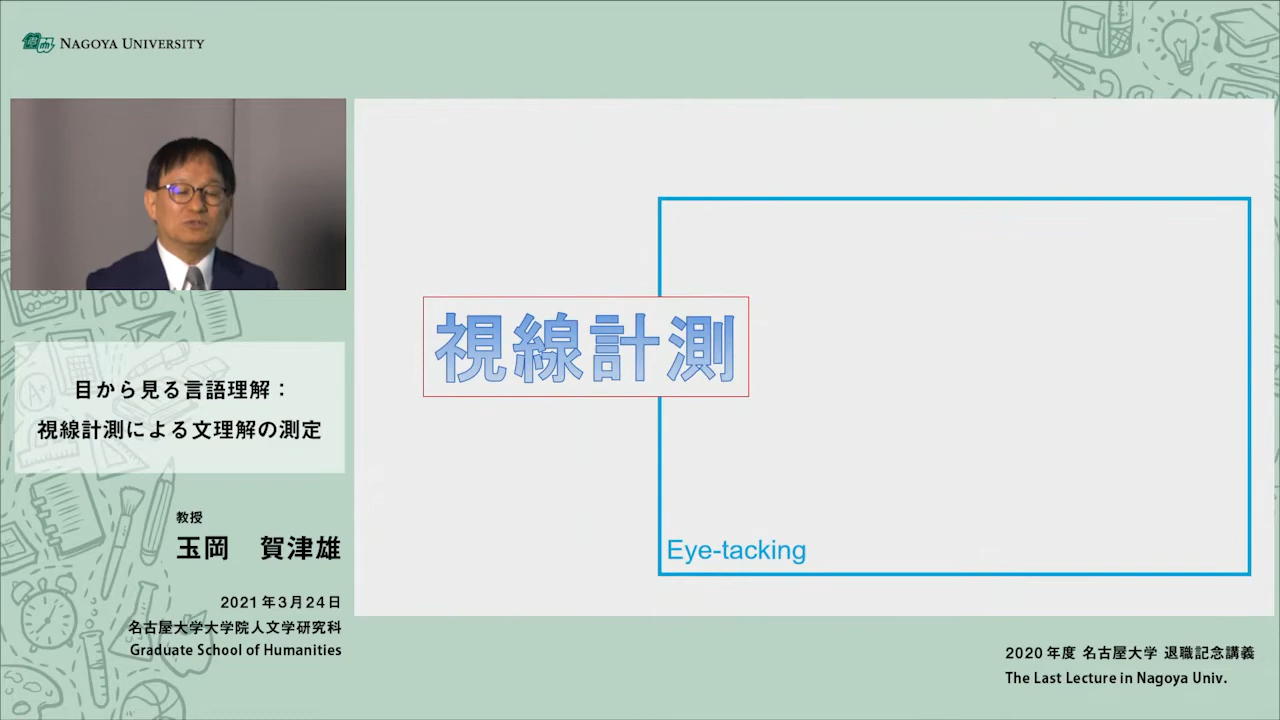 NAGOYA UNIVERSITY
視線計測
Eye-tacking
目から見る言語理解：
視線計測による文理解の測定
教授
玉岡　賀津雄
2021年3月24日
名古屋大学大学院人文学研究科
Graduate School of Humanities
2020年度 名古屋大学 退職記念講義
The Last Lecture in Nagoya Univ.